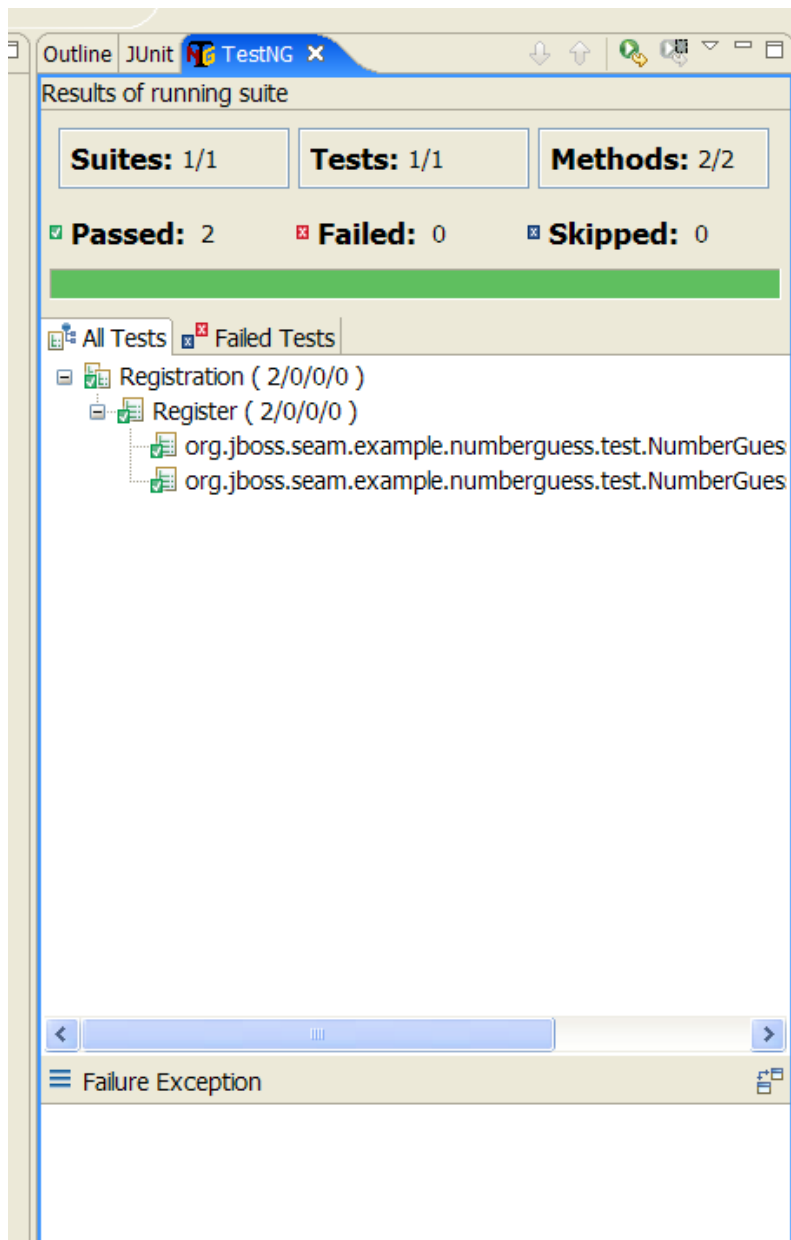 Outline JUnit TestNG
Results of running suite
Suites: 1/1 Tests: 1/1 Methods: 2/2
Passed: 2 Failed: 0 Skipped: 0
All Tests Failed Tests
Registration ( 2/0/0/0 )
Register ( 2/0/0/0 )
org.jboss.seam.example.numberguess.test.NumberGues
org.jboss.seam.example.numberguess.test.NumberGues
Failure Exception